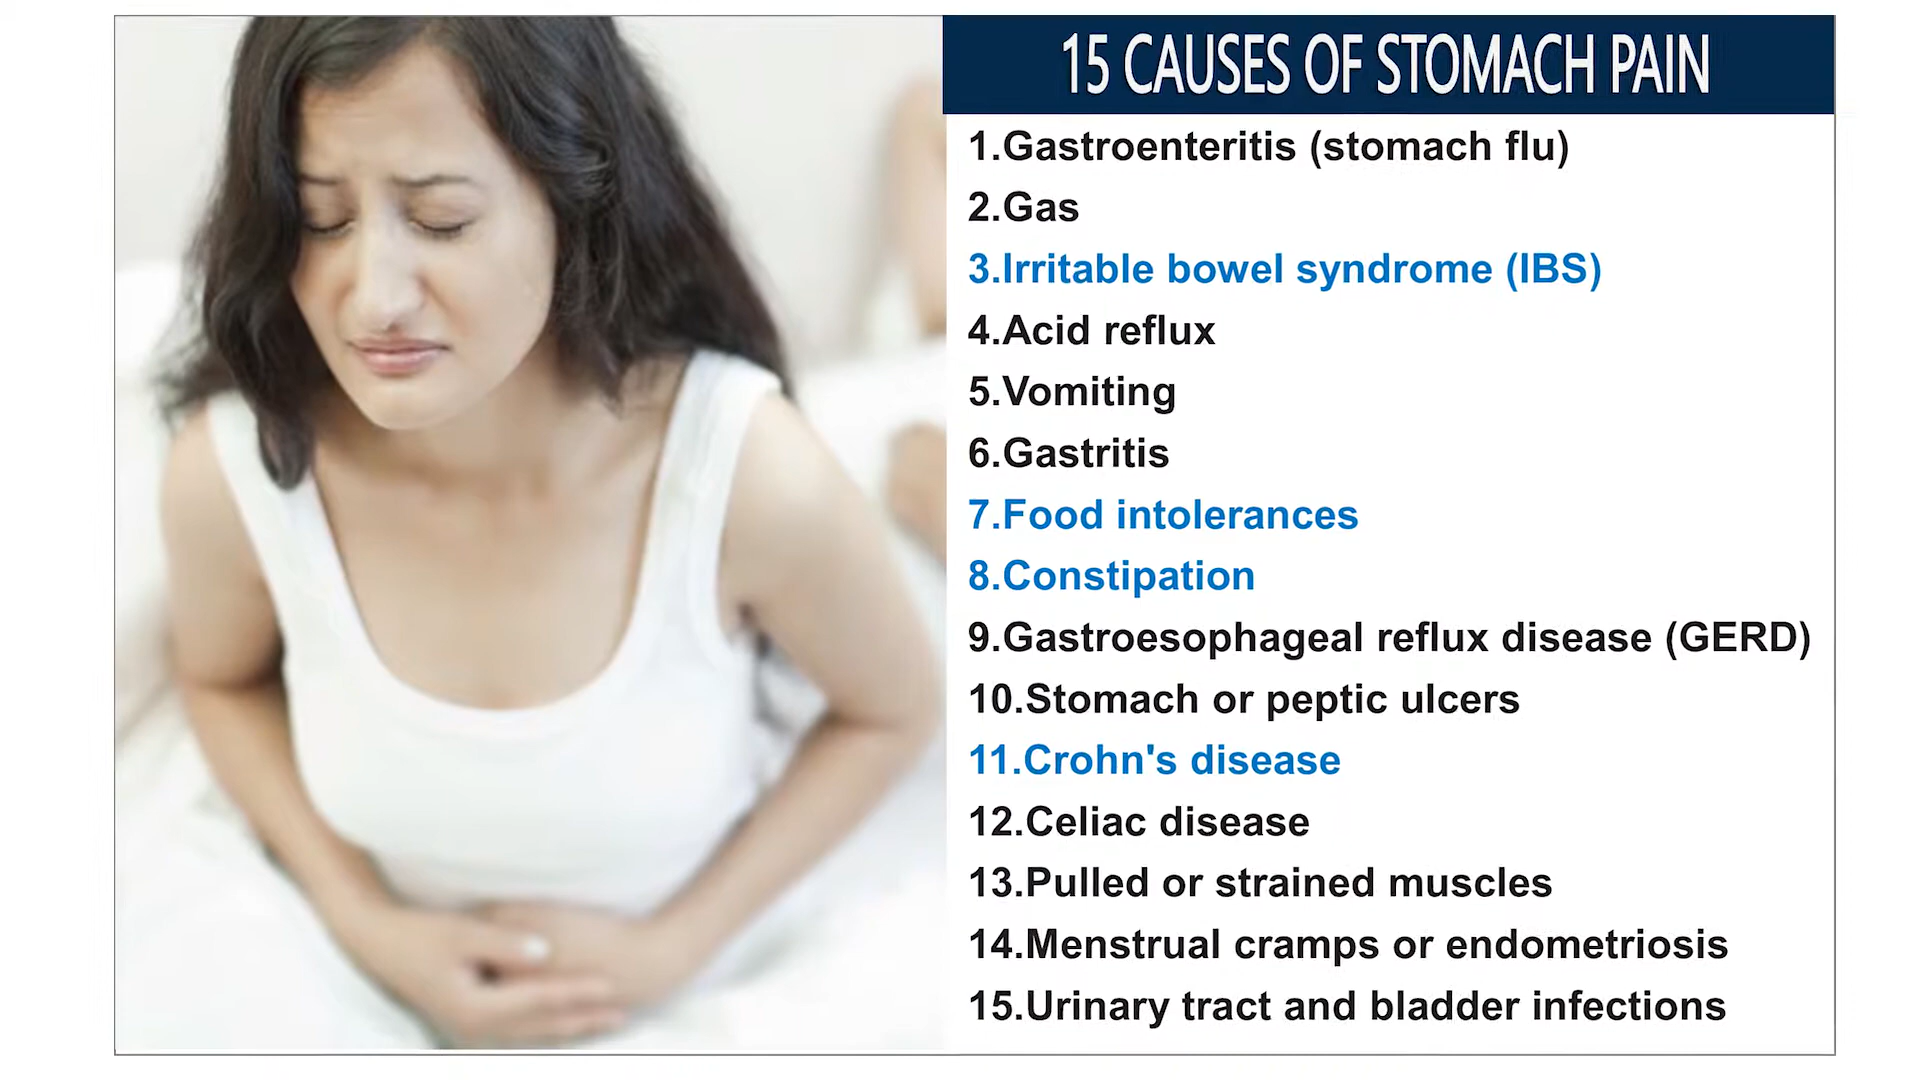 15 CAUSES OF STOMACH PAIN
1.Gastroenteritis (stomach flu)
2.Gas
3.Irritable bowel syndrome (IBS)
4.Acid reflux
5.Vomiting
6.Gastritis
7.Food intolerances
8.Constipation
9.Gastroesophageal reflux disease (GERD)
10.Stomach or peptic ulcers
11.Crohn's disease
12.Celiac disease
13.Pulled or strained muscles
14.Menstrual cramps or endometriosis
15.Urinary tract and bladder infections